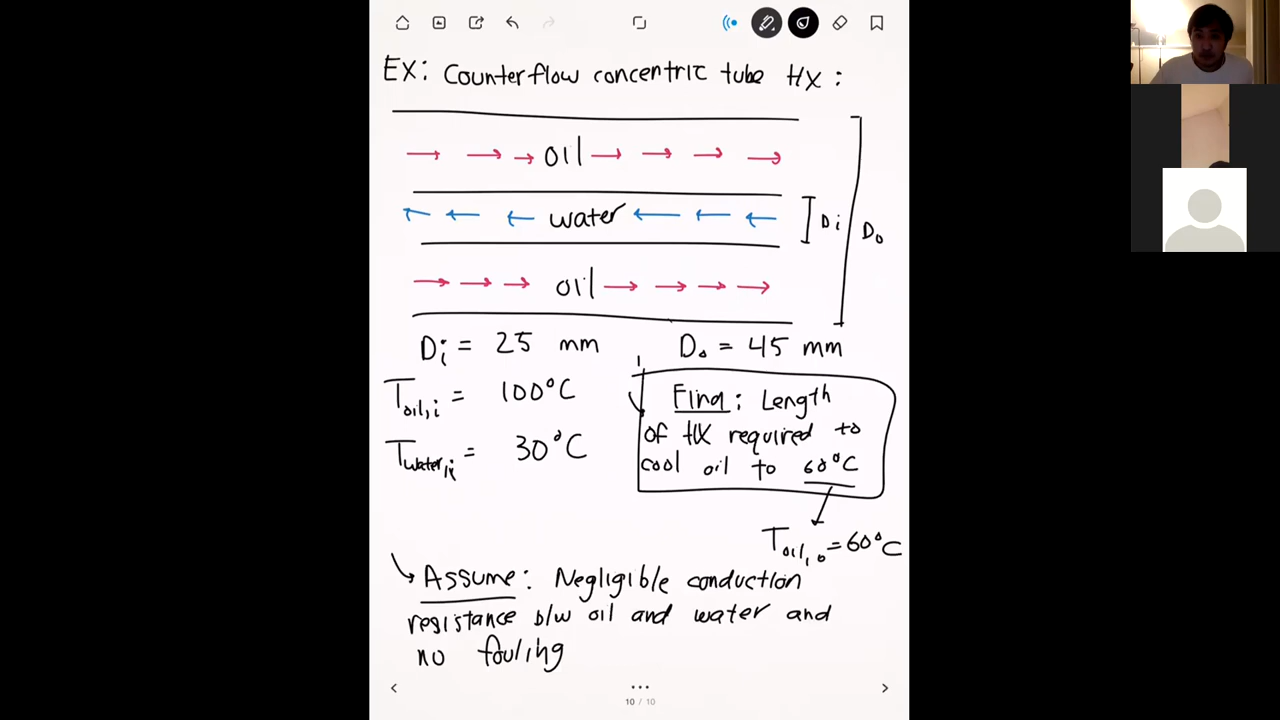 EX: Counterflow concentric tube HX:
oil
water
Di
Do
oil
Di = 25 mm
Do = 45 mm
Toil,i = 100°C
Twater,i = 30°C
Find: Length
of HX required to
cool oil to 60°C
Toil,o = 60°C
Assume: Negligible conduction
resistance b/w oil and water and
no fouling
10 / 10